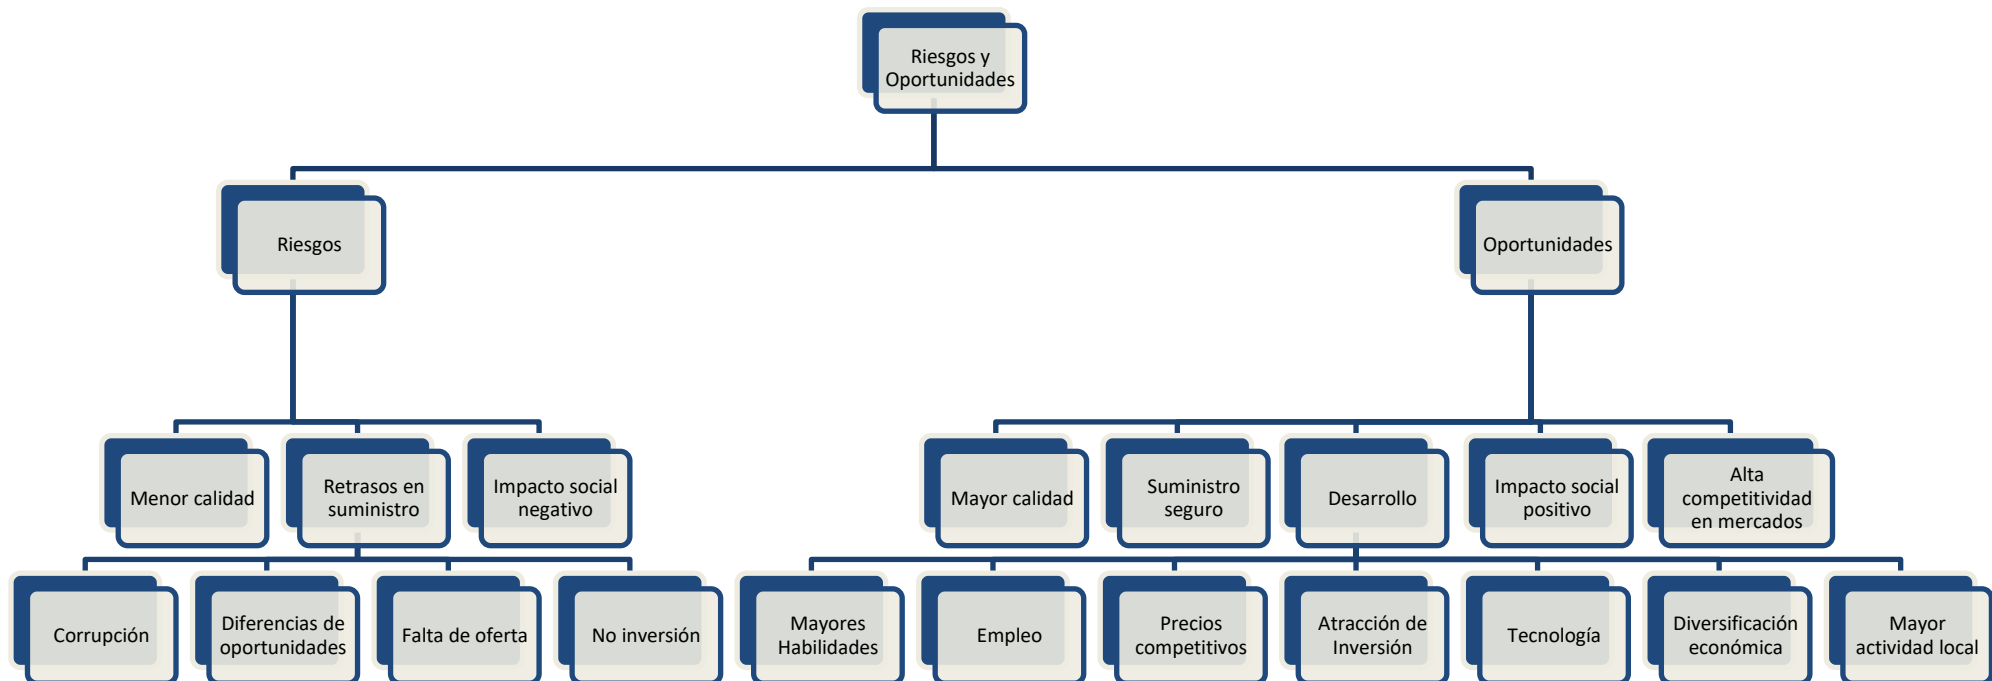 Riesgos y
Oportunidades
Riesgos
Oportunidades
Menor calidad
Retrasos en
suministro
Impacto social
negativo
Mayor calidad
Suministro
seguro
Desarrollo
Impacto social
positivo
Alta
competitividad
en mercados
Corrupción
Diferencias de
oportunidades
Falta de oferta
No inversión
Mayores
Habilidades
Empleo
Precios
competitivos
Atracción de
Inversión
Tecnología
Diversificación
económica
Mayor
actividad local